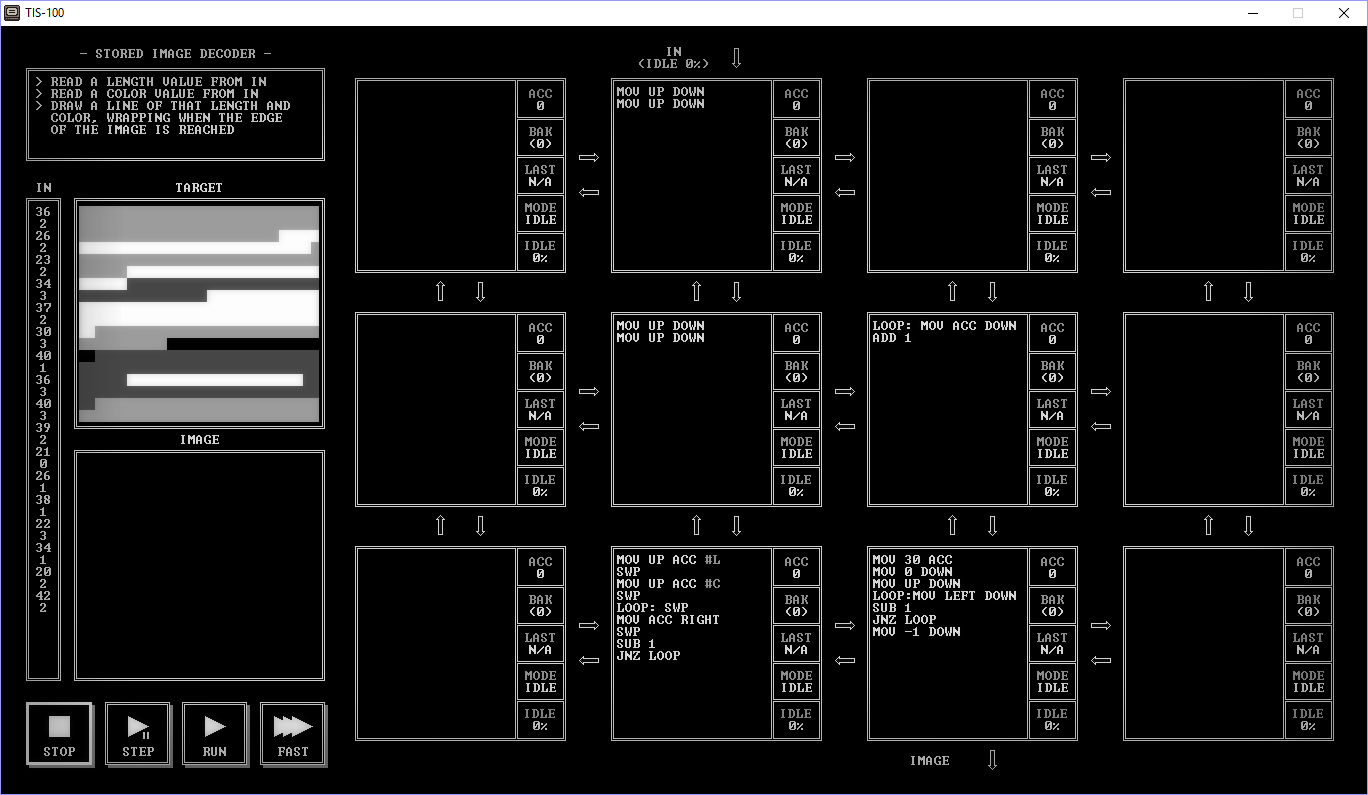 TIS-100
- STORED IMAGE DECODER -
> READ A LENGTH VALUE FROM IN
> READ A COLOR VALUE FROM IN
> DRAW A LINE OF THAT LENGTH AND
COLOR, WRAPPING WHEN THE EDGE
OF THE IMAGE IS REACHED
IN
36
2
26
2
23
2
34
3
37
2
30
3
40
1
36
3
40
3
39
2
21
0
26
1
38
1
22
3
34
1
20
2
42
2
TARGET
IMAGE
STOP
STEP
RUN
FAST
IN
(IDLE 0%)
ACC
0
BAK
(0)
LAST
N/A
MODE
IDLE
IDLE
0%
MOV UP DOWN
MOV UP DOWN
ACC
0
BAK
(0)
LAST
N/A
MODE
IDLE
IDLE
0%
ACC
0
BAK
(0)
LAST
N/A
MODE
IDLE
IDLE
0%
ACC
0
BAK
(0)
LAST
N/A
MODE
IDLE
IDLE
0%
ACC
0
BAK
(0)
LAST
N/A
MODE
IDLE
IDLE
0%
MOV UP DOWN
MOV UP DOWN
ACC
0
BAK
(0)
LAST
N/A
MODE
IDLE
IDLE
0%
LOOP: MOV ACC DOWN
ADD 1
ACC
0
BAK
(0)
LAST
N/A
MODE
IDLE
IDLE
0%
ACC
0
BAK
(0)
LAST
N/A
MODE
IDLE
IDLE
0%
ACC
0
BAK
(0)
LAST
N/A
MODE
IDLE
IDLE
0%
MOV UP ACC #L
SWP
MOV UP ACC #C
SWP
LOOP: SWP
MOV ACC RIGHT
SWP
SUB 1
JNZ LOOP
ACC
0
BAK
(0)
LAST
N/A
MODE
IDLE
IDLE
0%
MOV 30 ACC
MOV 0 DOWN
MOV UP DOWN
LOOP:MOV LEFT DOWN
SUB 1
JNZ LOOP
MOV -1 DOWN
ACC
0
BAK
(0)
LAST
N/A
MODE
IDLE
IDLE
0%
ACC
0
BAK
(0)
LAST
N/A
MODE
IDLE
IDLE
0%
IMAGE